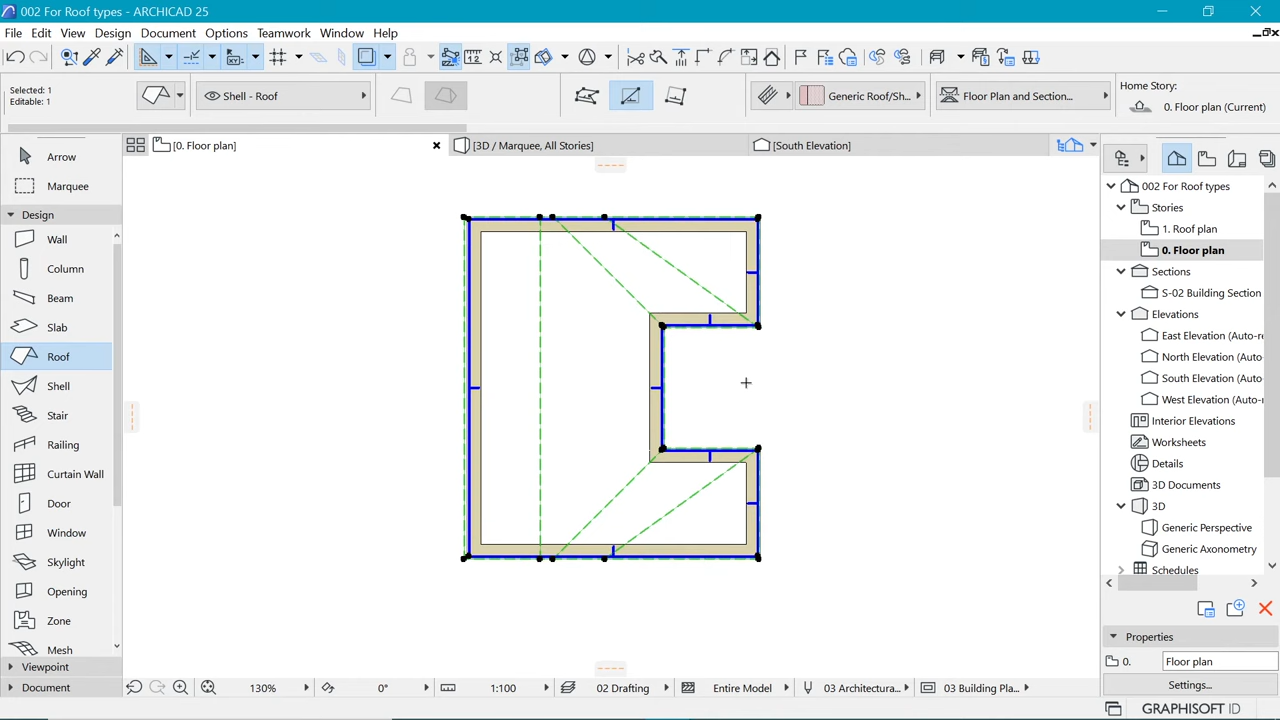 002 For Roof types - ARCHICAD 25
File Edit View Design Document Options Teamwork Window Help
Selected: 1
Editable: 1
Shell - Roof
Generic Roof/Sh...
Floor Plan and Section...
Home Story:
0. Floor plan (Current)
[0. Floor plan]
[3D / Marquee, All Stories]
[South Elevation]
Arrow
Marquee
Design
Wall
Column
Beam
Slab
Roof
Shell
Stair
Railing
Curtain Wall
Door
Window
Skylight
Opening
Zone
Mesh
Viewpoint
Document
002 For Roof types
Stories
1. Roof plan
0. Floor plan
Sections
S-02 Building Section
Elevations
East Elevation (Auto-re
North Elevation (Auto
South Elevation (Auto
West Elevation (Auto-
Interior Elevations
Worksheets
Details
3D Documents
3D
Generic Perspective
Generic Axonometry
Schedules
Properties
0. Floor plan
Settings...
130% 0° 1:100 02 Drafting Entire Model 03 Architectura... 03 Building Pla...
GRAPHISOFT ID